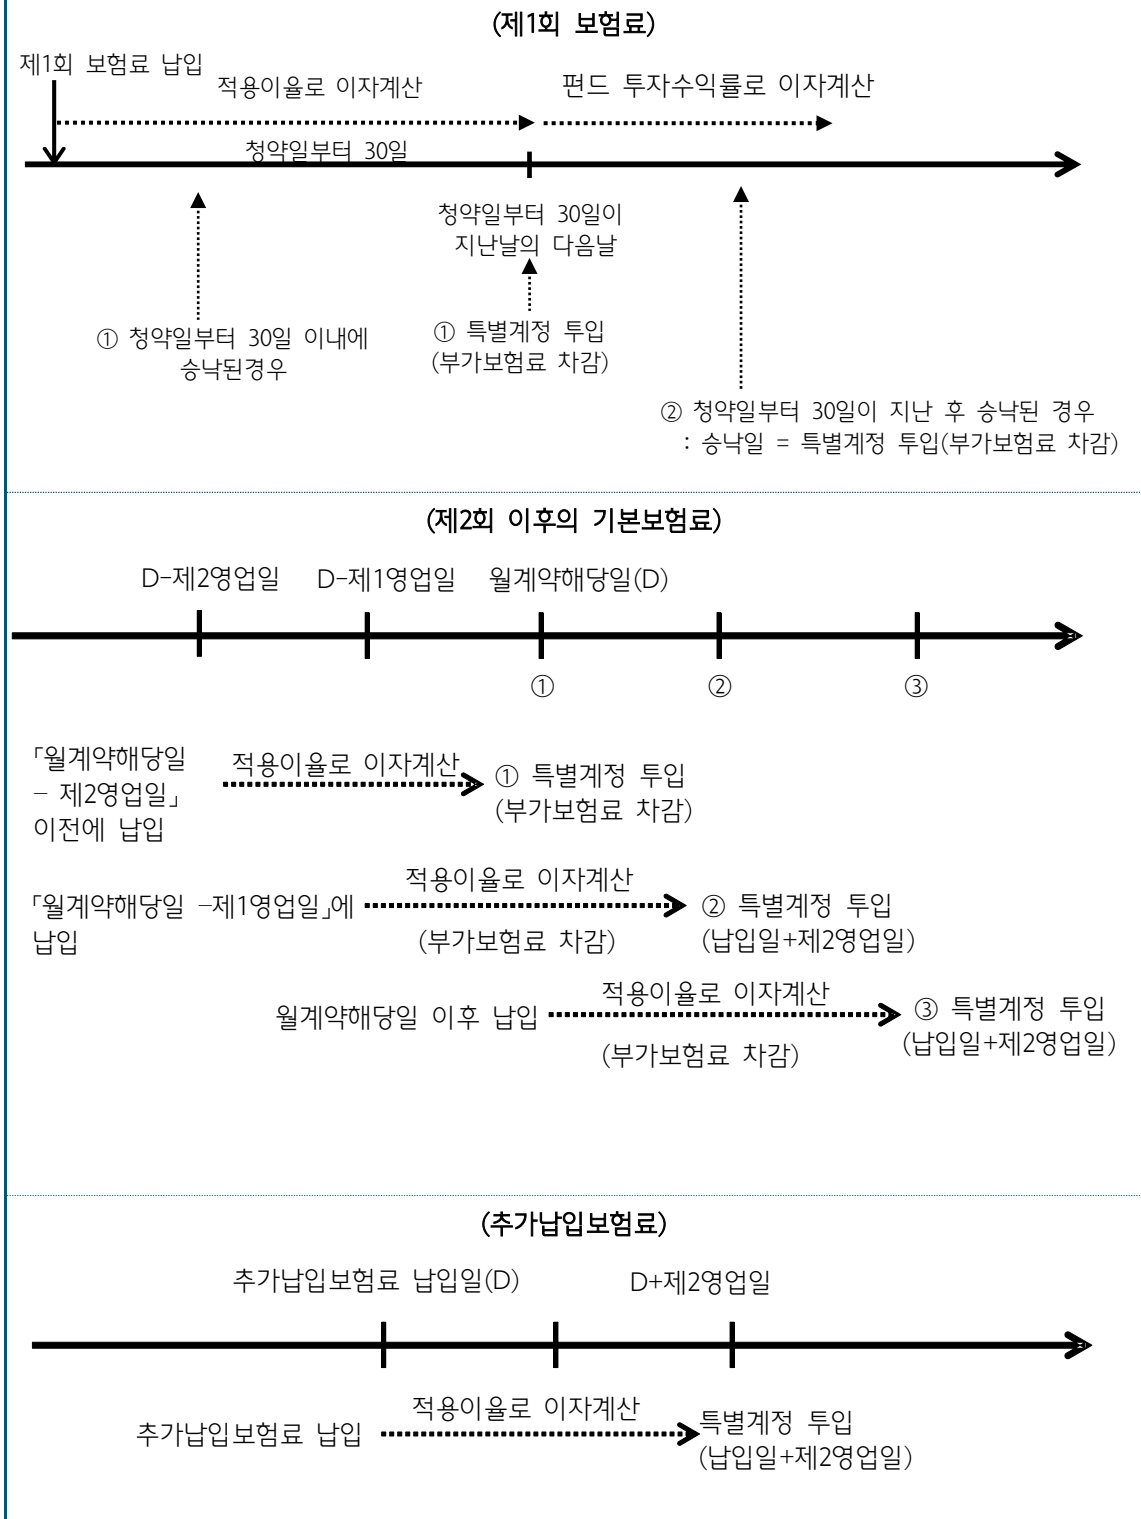 (제1회 보험료)
제1회 보험료 납입
적용이율로 이자계산
펀드 투자수익률로 이자계산
청약일부터 30일
청약일부터 30일이
지난날의 다음날
① 청약일부터 30일 이내에
승낙된경우
① 특별계정 투입
(부가보험료 차감)
② 청약일부터 30일이 지난 후 승낙된 경우
: 승낙일 = 특별계정 투입(부가보험료 차감)
(제2회 이후의 기본보험료)
D-제2영업일 D-제1영업일 월계약해당일(D)
① ② ③
「월계약해당일
- 제2영업일」
이전에 납입
적용이율로 이자계산
① 특별계정 투입
(부가보험료 차감)
「월계약해당일 -제1영업일」에
납입
적용이율로 이자계산
(부가보험료 차감)
② 특별계정 투입
(납입일+제2영업일)
월계약해당일 이후 납입
적용이율로 이자계산
(부가보험료 차감)
③ 특별계정 투입
(납입일+제2영업일)
(추가납입보험료)
추가납입보험료 납입일(D) D+제2영업일
추가납입보험료 납입
적용이율로 이자계산
특별계정 투입
(납입일+제2영업일)